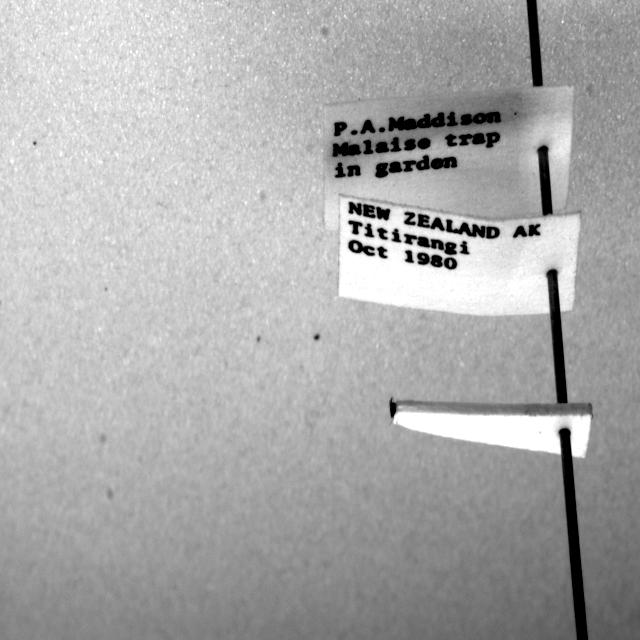 P.A.Maddison
Malaise trap
in garden
NEW ZEALAND AK
Titirangi
Oct.1980